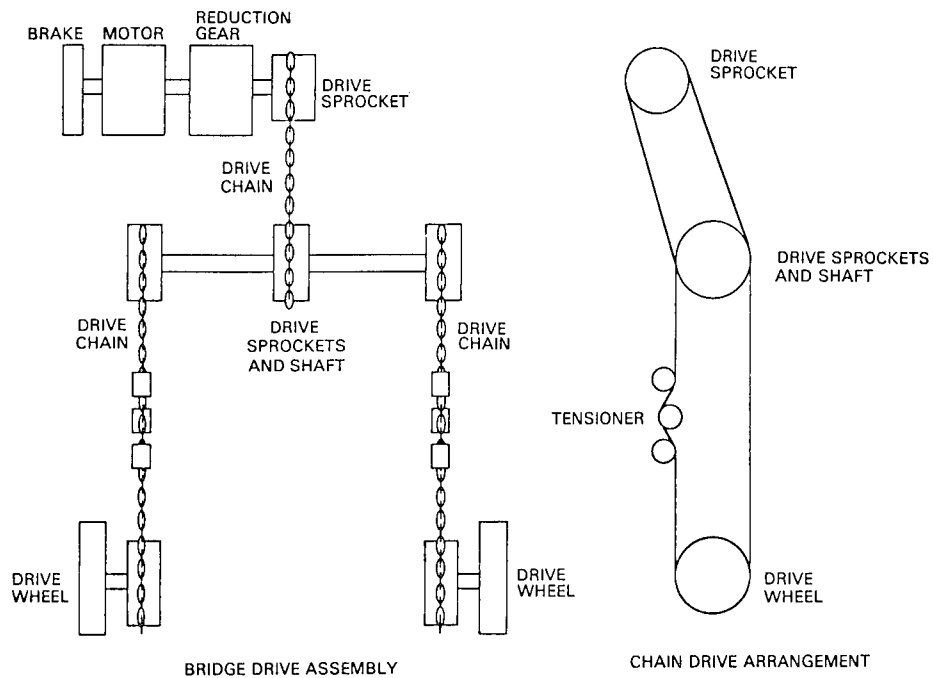 BRAKE
MOTOR
REDUCTION
GEAR
DRIVE
SPROCKET
DRIVE
CHAIN
DRIVE
CHAIN
DRIVE
SPROCKETS
AND SHAFT
DRIVE
CHAIN
DRIVE
WHEEL
DRIVE
WHEEL
BRIDGE DRIVE ASSEMBLY
DRIVE
SPROCKET
DRIVE SPROCKETS
AND SHAFT
TENSIONER
DRIVE
WHEEL
CHAIN DRIVE ARRANGEMENT